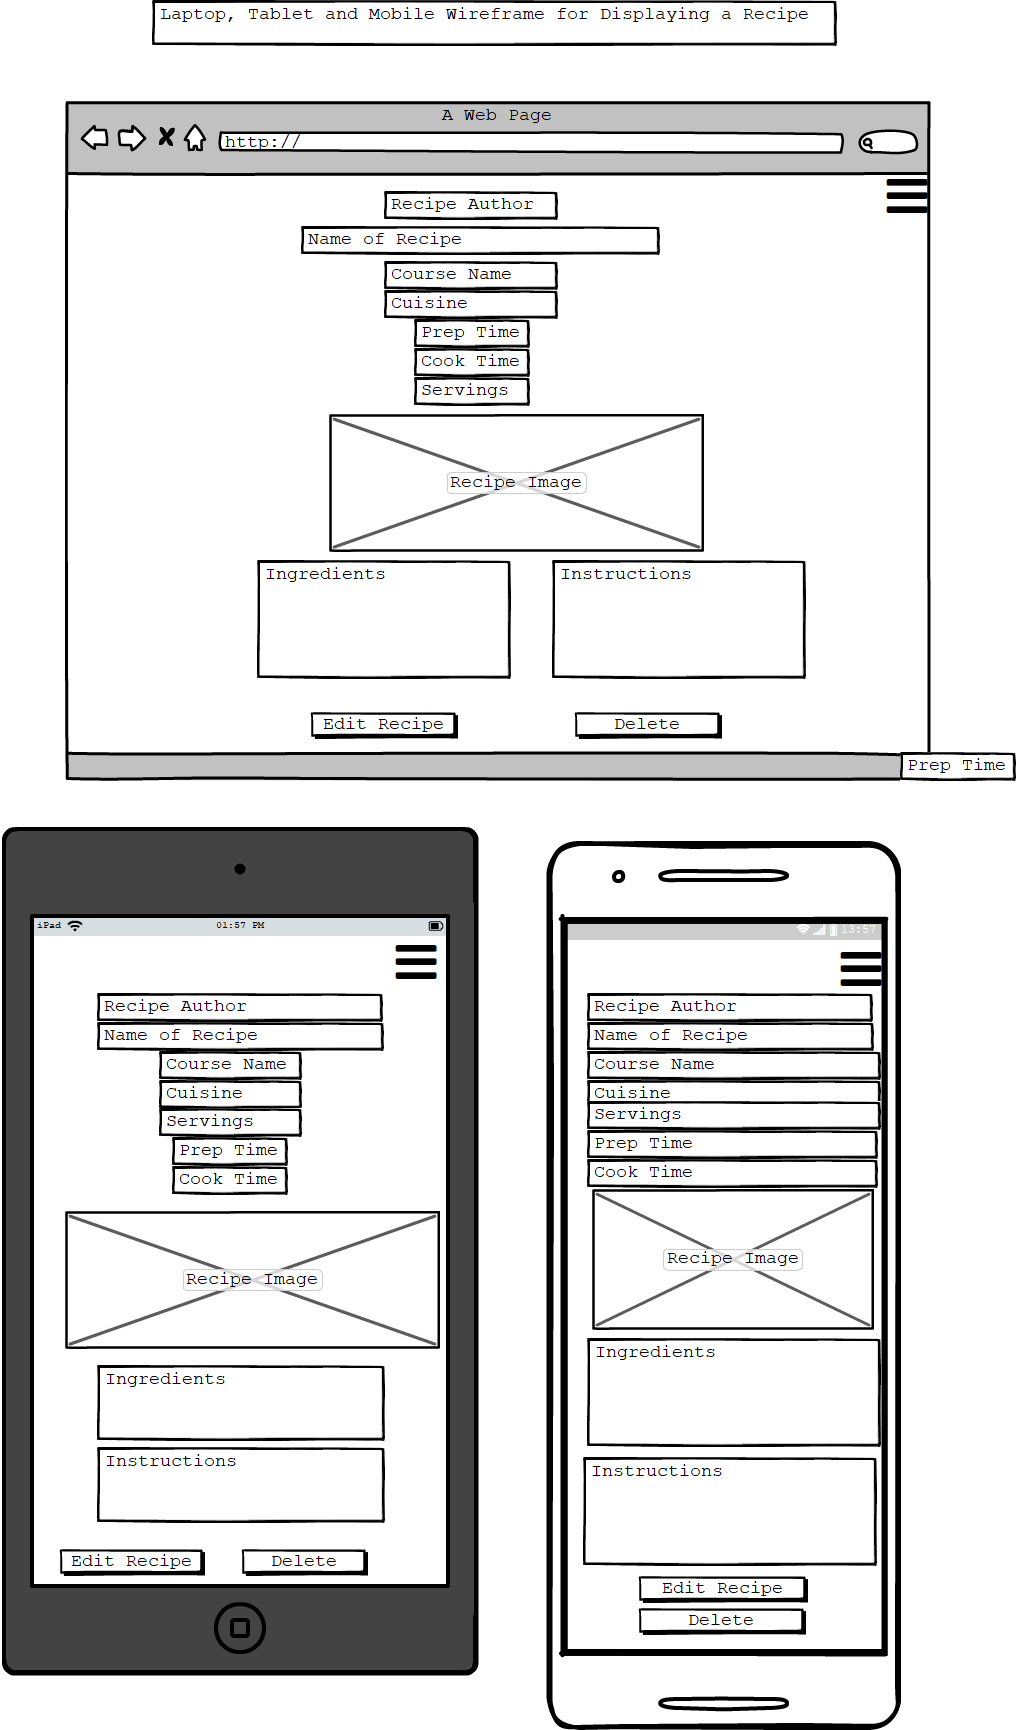 Laptop, Tablet and Mobile Wireframe for Displaying a Recipe
A Web Page
http://
Recipe Author
Name of Recipe
Course Name
Cuisine
Prep Time
Cook Time
Servings
Recipe Image
Ingredients
Instructions
Edit Recipe
Delete
Prep Time
iPad
01:57 PM
Recipe Author
Name of Recipe
Course Name
Cuisine
Servings
Prep Time
Cook Time
Recipe Image
Ingredients
Instructions
Edit Recipe
Delete
13:57
Recipe Author
Name of Recipe
Course Name
Cuisine
Servings
Prep Time
Cook Time
Recipe Image
Ingredients
Instructions
Edit Recipe
Delete